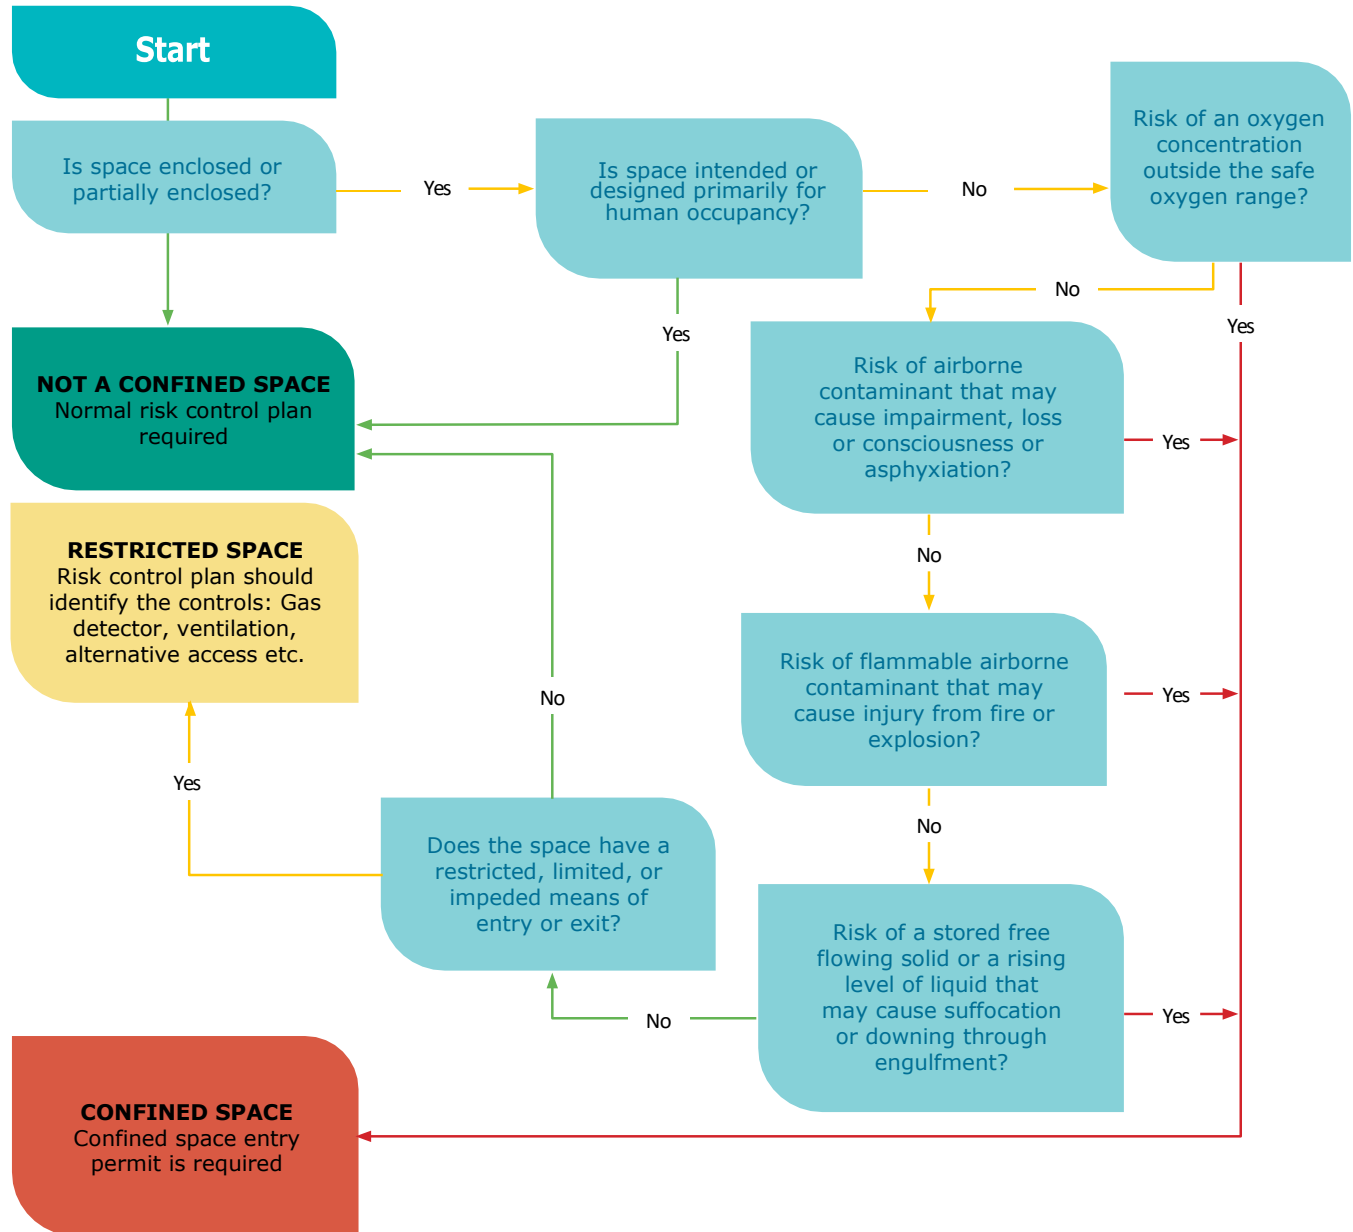 Start
Is space enclosed or
partially enclosed?
Yes
Is space intended or
designed primarily for
human occupancy?
No
Risk of an oxygen
concentration
outside the safe
oxygen range?
No
Yes
Yes
NOT A CONFINED SPACE
Normal risk control plan
required
Risk of airborne
contaminant that may
cause impairment, loss
or consciousness or
asphyxiation?
Yes
No
RESTRICTED SPACE
Risk control plan should
identify the controls: Gas
detector, ventilation,
alternative access etc.
Risk of flammable airborne
contaminant that may
cause injury from fire or
explosion?
Yes
No
No
Yes
Does the space have a
restricted, limited, or
impeded means of
entry or exit?
Risk of a stored free
flowing solid or a rising
level of liquid that
may cause suffocation
or downing through
engulfment?
Yes
No
CONFINED SPACE
Confined space entry
permit is required